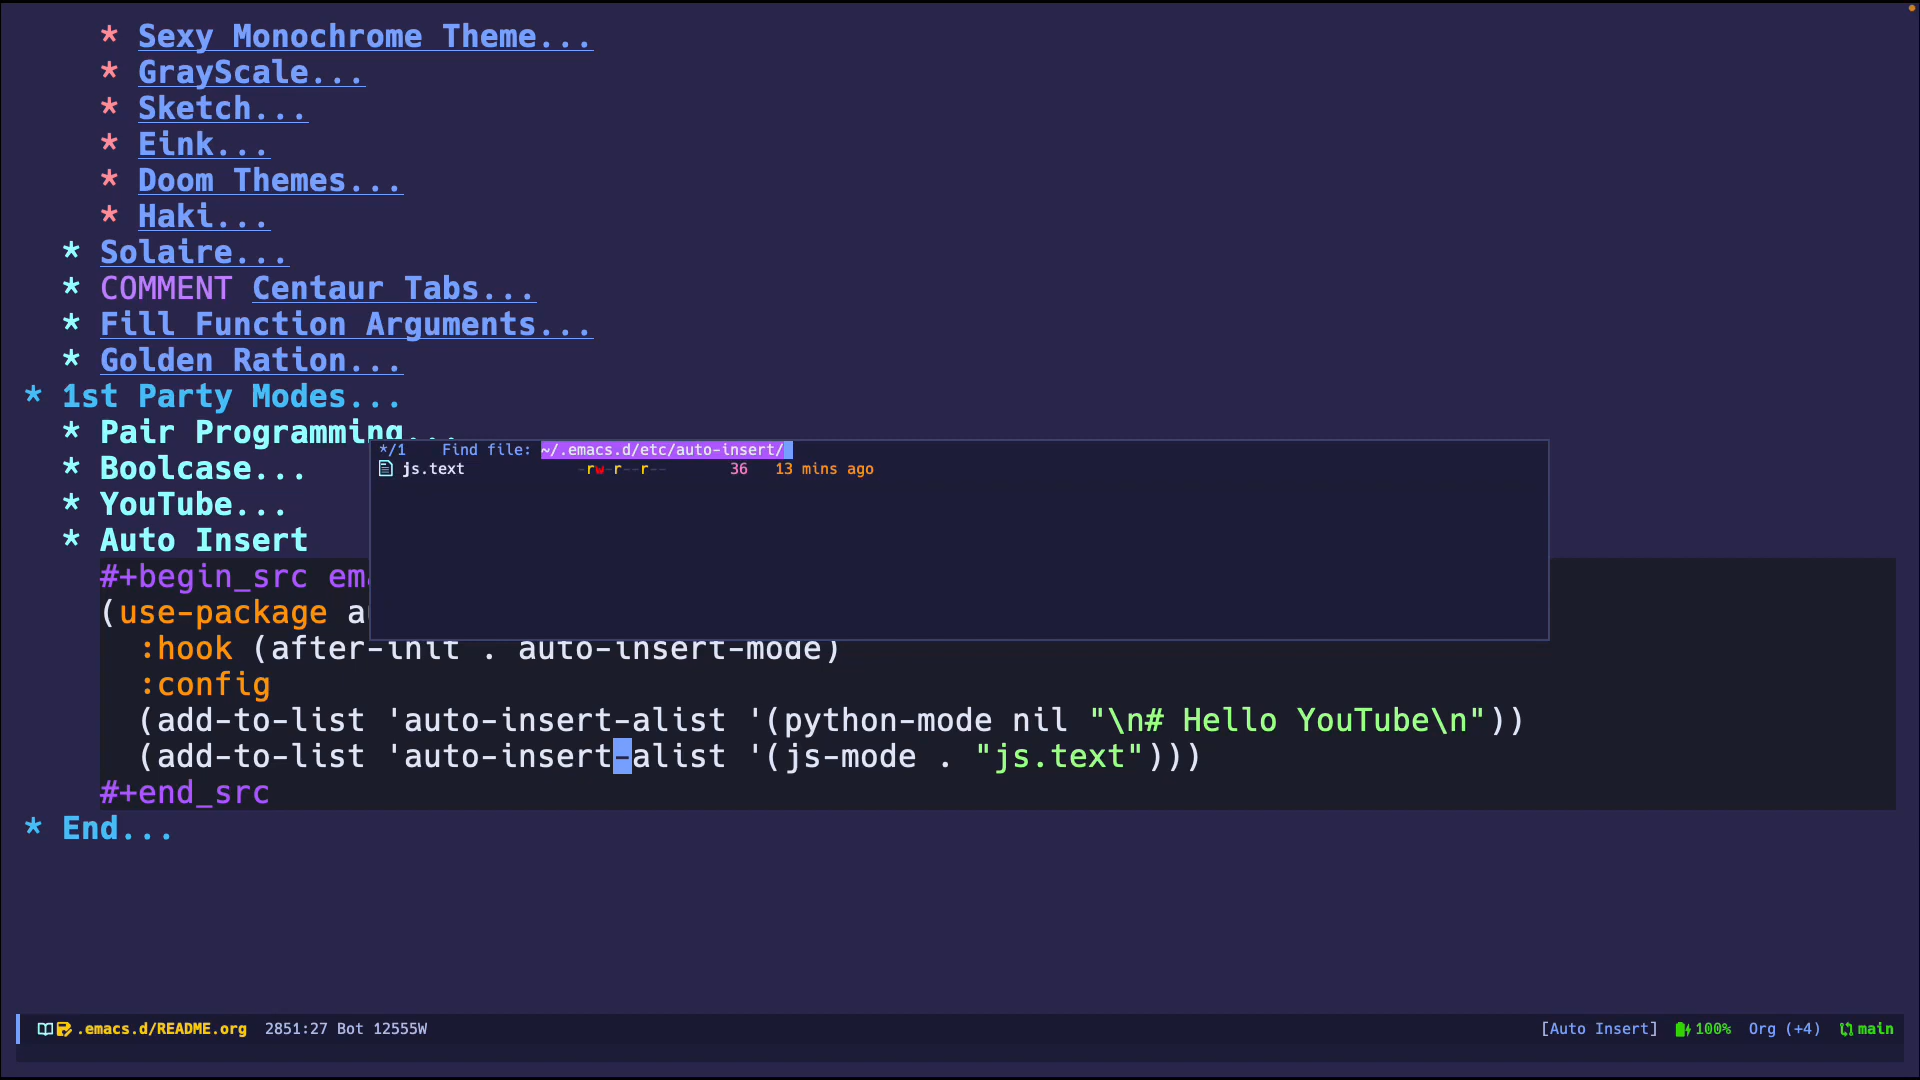 * Sexy Monochrome Theme...
* GrayScale...
* Sketch...
* Eink...
* Doom Themes...
* Haki...
* Solaire...
* COMMENT Centaur Tabs...
* Fill Function Arguments...
* Golden Ration...
* 1st Party Modes...
* Pair Programming...
*/1 Find file: ~/.emacs.d/etc/auto-insert/
js.text -rw-r--r-- 36 13 mins ago
* Boolcase...
* YouTube...
* Auto Insert
#+begin_src
(use-package
:hook (after-init . auto-insert-mode)
:config
(add-to-list 'auto-insert-alist '(python-mode nil "\n# Hello YouTube\n"))
(add-to-list 'auto-insert-alist '(js-mode . "js.text")))
#+end_src
* End...
.emacs.d/README.org 2851:27 Bot 12555W [Auto Insert] 100% Org (+4) main